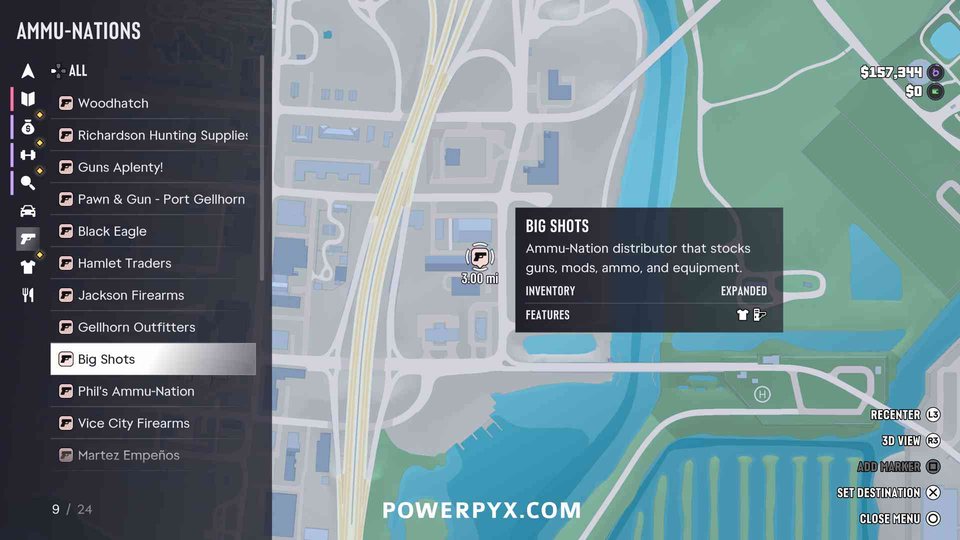 AMMU-NATIONS
ALL
Woodhatch
Richardson Hunting Supplies
Guns Aplenty!
Pawn & Gun - Port Gellhorn
Black Eagle
Hamlet Traders
Jackson Firearms
Gellhorn Outfitters
Big Shots
Phil's Ammu-Nation
Vice City Firearms
Martez Empeños
9 / 24
$157,344
$0
3.00 mi
BIG SHOTS
Ammu-Nation distributor that stocks
guns, mods, ammo, and equipment.
INVENTORY EXPANDED
FEATURES
H
RECENTER L3
3D VIEW R3
ADD MARKER
SET DESTINATION
CLOSE MENU
POWERPYX.COM